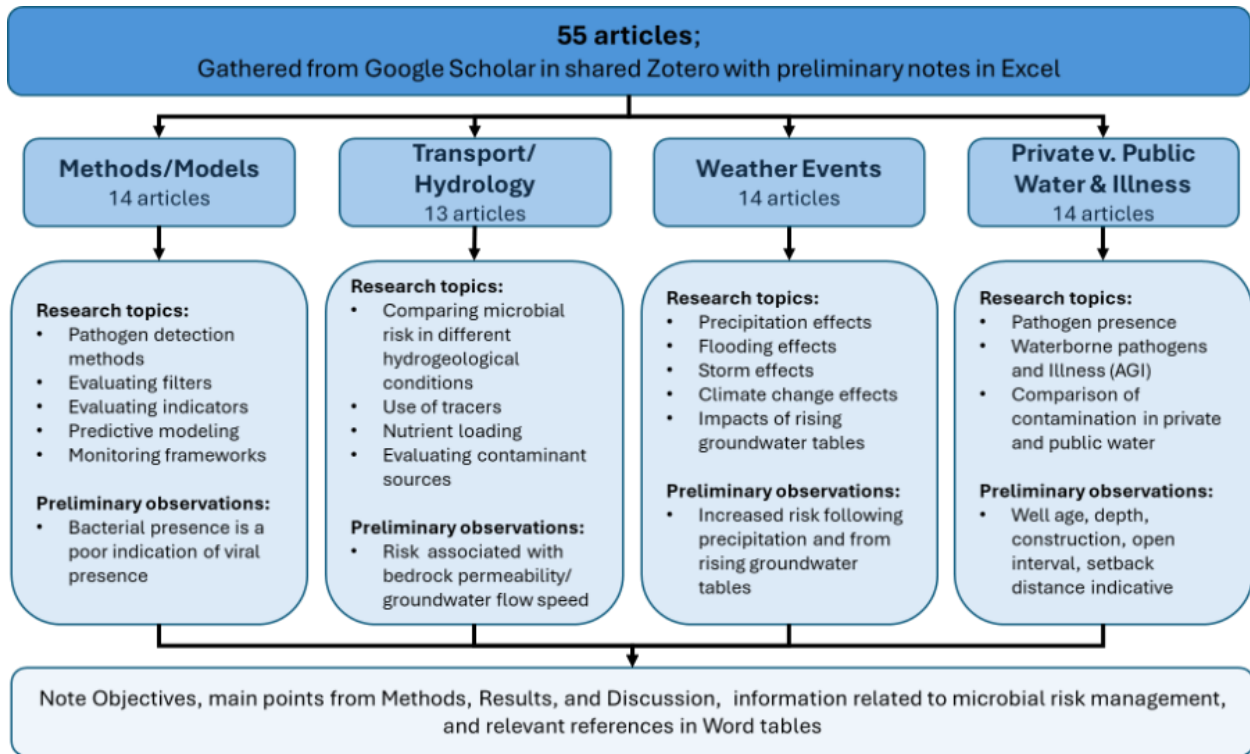 55 articles;
Gathered from Google Scholar in shared Zotero with preliminary notes in Excel
Methods/Models
14 articles
Transport/
Hydrology
13 articles
Weather Events
14 articles
Private v. Public
Water & Illness
14 articles
Research topics:
• Pathogen detection
methods
• Evaluating filters
• Evaluating indicators
• Predictive modeling
• Monitoring frameworks
Preliminary observations:
• Bacterial presence is a
poor indication of viral
presence
Research topics:
• Comparing microbial
risk in different
hydrogeological
conditions
• Use of tracers
• Nutrient loading
• Evaluating contaminant
sources
Preliminary observations:
• Risk associated with
bedrock permeability/
groundwater flow speed
Research topics:
• Precipitation effects
• Flooding effects
• Storm effects
• Climate change effects
• Impacts of rising
groundwater tables
Preliminary observations:
• Increased risk following
precipitation and from
rising groundwater
tables
Research topics:
• Pathogen presence
• Waterborne pathogens
and Illness (AGI)
• Comparison of
contamination in private
and public water
Preliminary observations:
• Well age, depth,
construction, open
interval, setback
distance indicative
Note Objectives, main points from Methods, Results, and Discussion, information related to microbial risk management,
and relevant references in Word tables